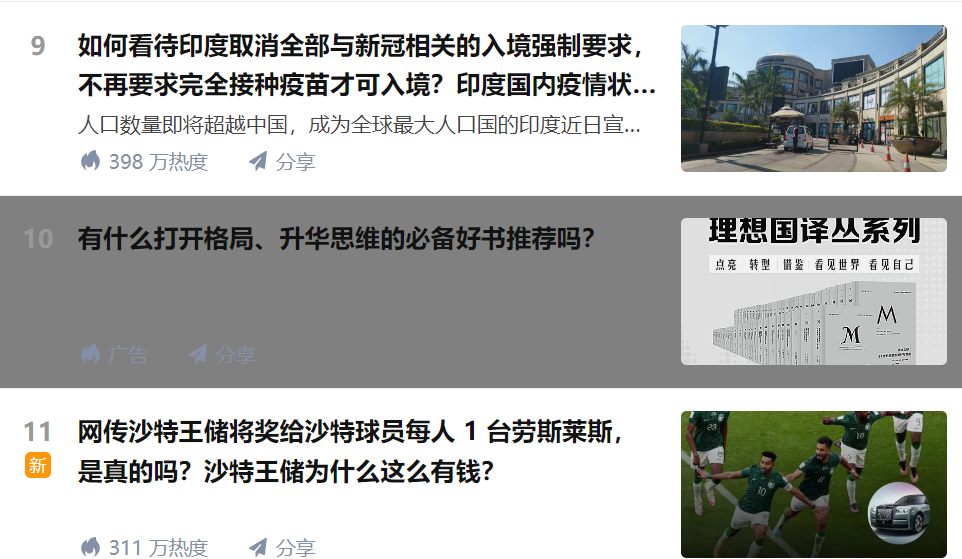 9
如何看待印度取消全部与新冠相关的入境强制要求，
不再要求完全接种疫苗才可入境？印度国内疫情状...
人口数量即将超越中国，成为全球最大人口国的印度近日宣...
398 万热度 分享
10
有什么打开格局、升华思维的必备好书推荐吗？
理想国译丛系列
点亮 转型 借鉴 看见世界 看见自己
M
M
广告 分享
11
新
网传沙特王储将奖给沙特球员每人 1 台劳斯莱斯，
是真的吗？沙特王储为什么这么有钱？
10
11
18
311 万热度 分享